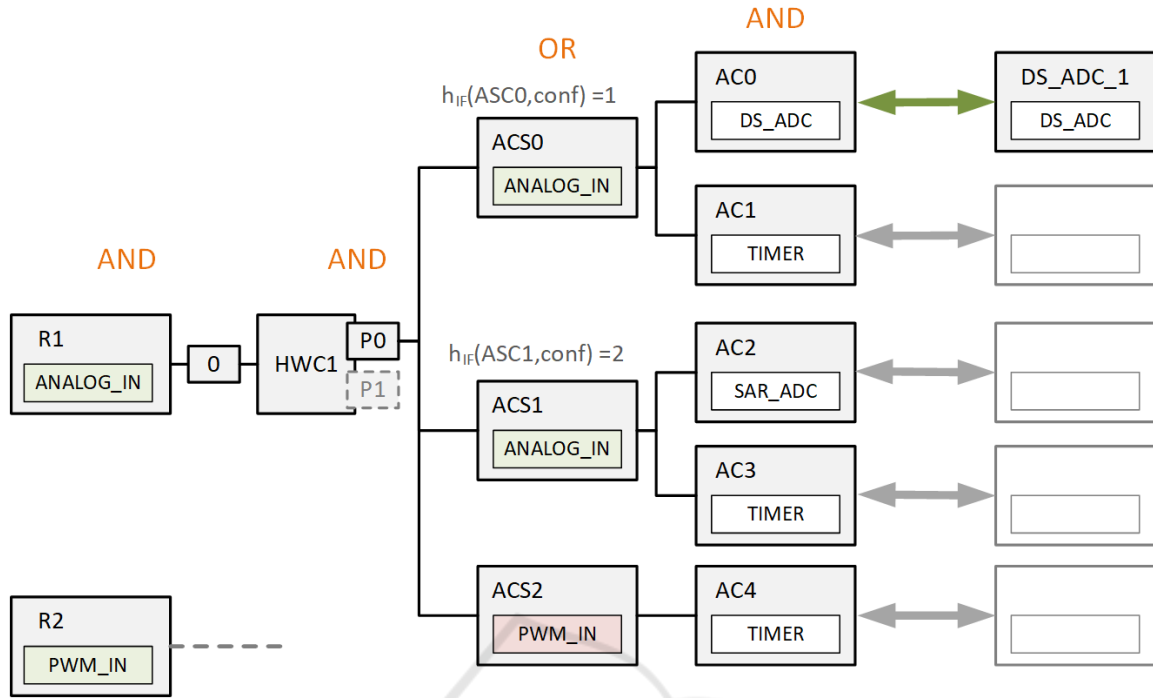 AND
OR
h_IF(ASC0,conf) =1
AC0
DS_ADC
DS_ADC_1
DS_ADC
ACS0
ANALOG_IN
AC1
TIMER
AND
AND
R1
ANALOG_IN
0
HWC1
P0
P1
h_IF(ASC1,conf) =2
AC2
SAR_ADC
ACS1
ANALOG_IN
AC3
TIMER
R2
PWM_IN
ACS2
PWM_IN
AC4
TIMER